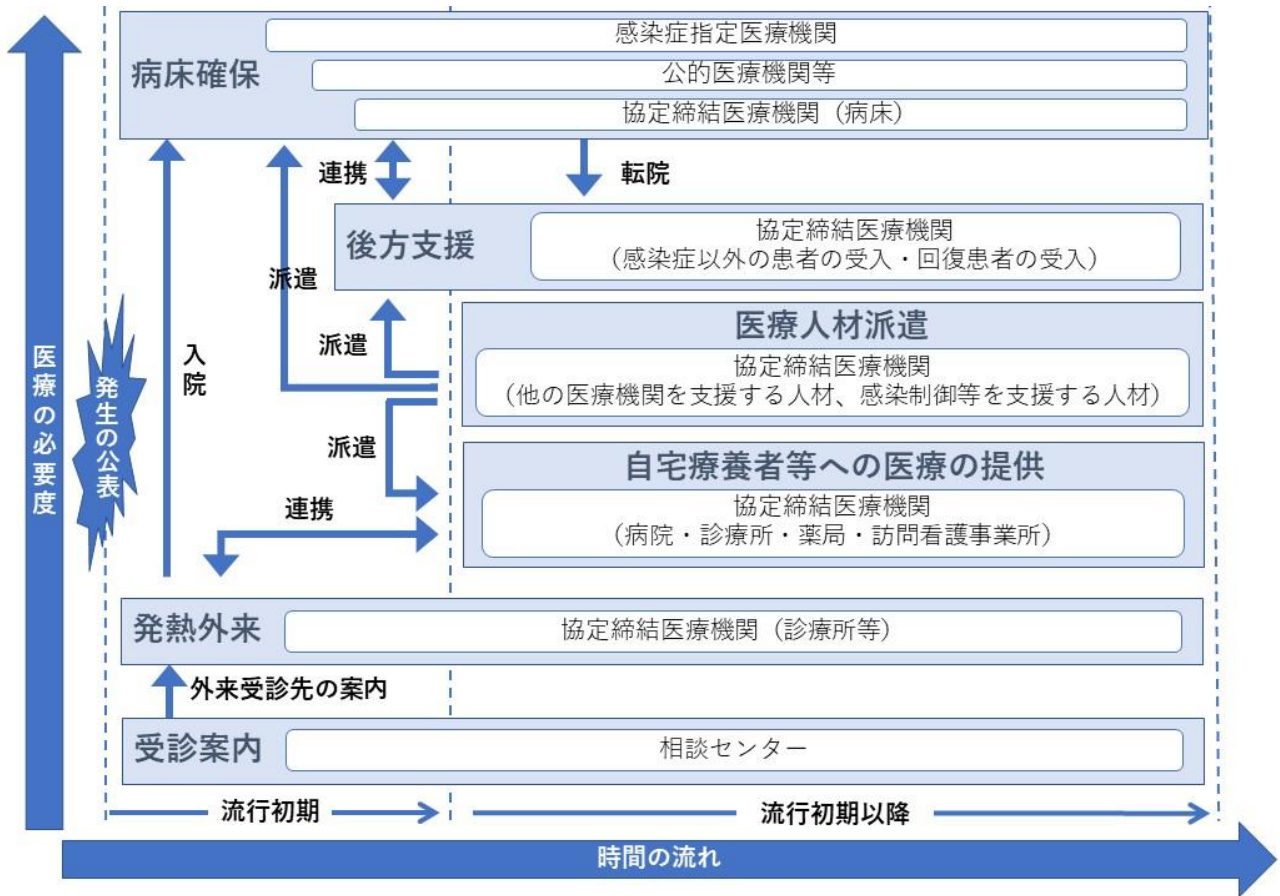 感染症指定医療機関
病床確保
公的医療機関等
協定締結医療機関（病床）
連携
転院
後方支援
協定締結医療機関
（感染症以外の患者の受入・回復患者の受入）
派遣
医療人材派遣
派遣
協定締結医療機関
（他の医療機関を支援する人材、感染制御等を支援する人材）
入院
医療の必要度
発生の公表
派遣
自宅療養者等への医療の提供
協定締結医療機関
（病院・診療所・薬局・訪問看護事業所）
連携
発熱外来
協定締結医療機関（診療所等）
外来受診先の案内
受診案内
相談センター
流行初期
流行初期以降
時間の流れ